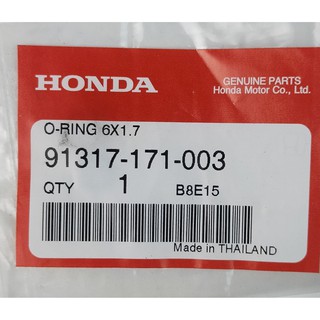 HONDA
GENUINE PARTS
Honda Motor Co., Ltd.
O-RING 6X1.7
91317-171-003
QTY 1 B8E15
Made in THAILAND